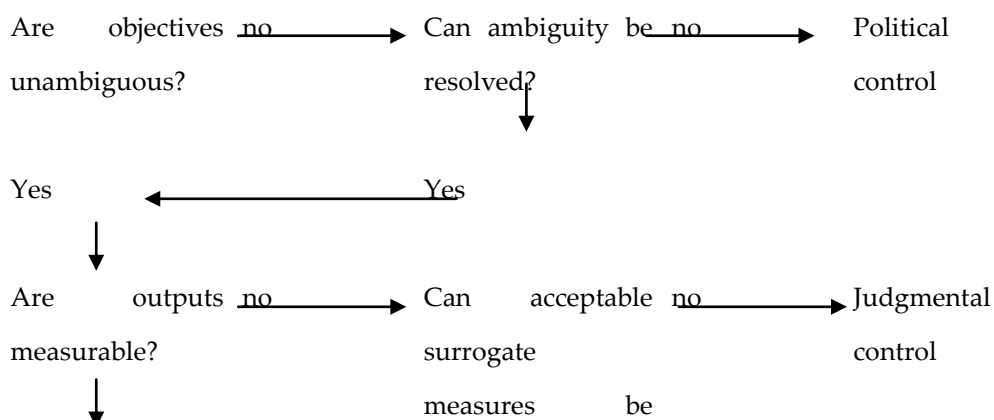 Are objectives no Can ambiguity be no Political
unambiguous? resolved? control
Yes Yes
Are outputs no Can acceptable no Judgmental
measurable? surrogate control
measures be